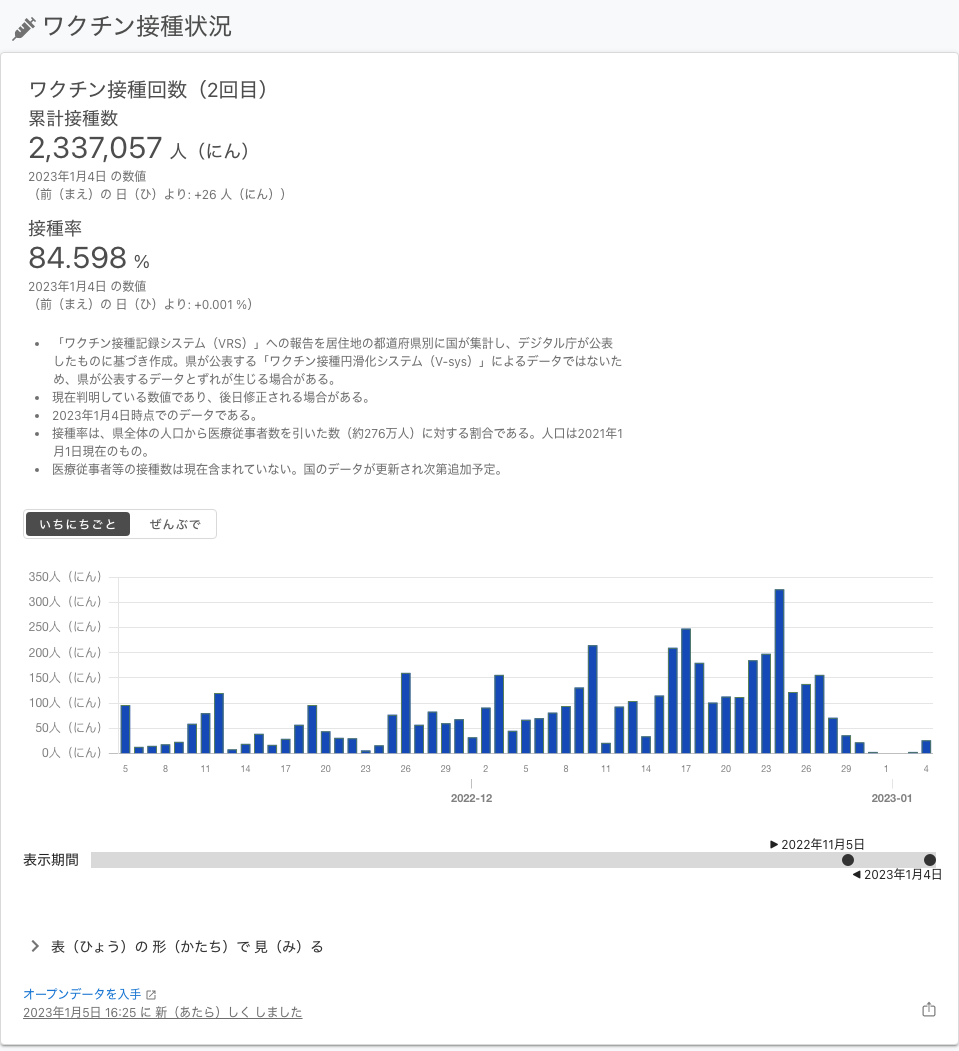 ワクチン接種状況
ワクチン接種回数（2回目）
累計接種数
2,337,057 人（にん）
2023年1月4日 の数値
（前（まえ）の 日（ひ）より: +26 人（にん））
接種率
84.598 %
2023年1月4日 の数値
（前（まえ）の 日（ひ）より: +0.001 %）
• 「ワクチン接種記録システム（VRS）」への報告を居住地の都道府県別に国が集計し、デジタル庁が公表
したものに基づき作成。県が公表する「ワクチン接種円滑化システム（V-sys）」によるデータではないた
め、県が公表するデータとずれが生じる場合がある。
• 現在判明している数値であり、後日修正される場合がある。
• 2023年1月4日時点でのデータである。
• 接種率は、県全体の人口から医療従事者数を引いた数（約276万人）に対する割合である。人口は2021年1
月1日現在のもの。
• 医療従事者等の接種数は現在含まれていない。国のデータが更新され次第追加予定。
いちにちごと ぜんぶで
350人（にん）
300人（にん）
250人（にん）
200人（にん）
150人（にん）
100人（にん）
50人（にん）
0人（にん）
5 8 11 14 17 20 23 26 29 2 5 8 11 14 17 20 23 26 29 1 4
2022-12 2023-01
▶ 2022年11月5日
表示期間
◀ 2023年1月4日
表（ひょう）の 形（かたち）で 見（み）る
オープンデータを入手
2023年1月5日 16:25 に 新（あたら）しく しました